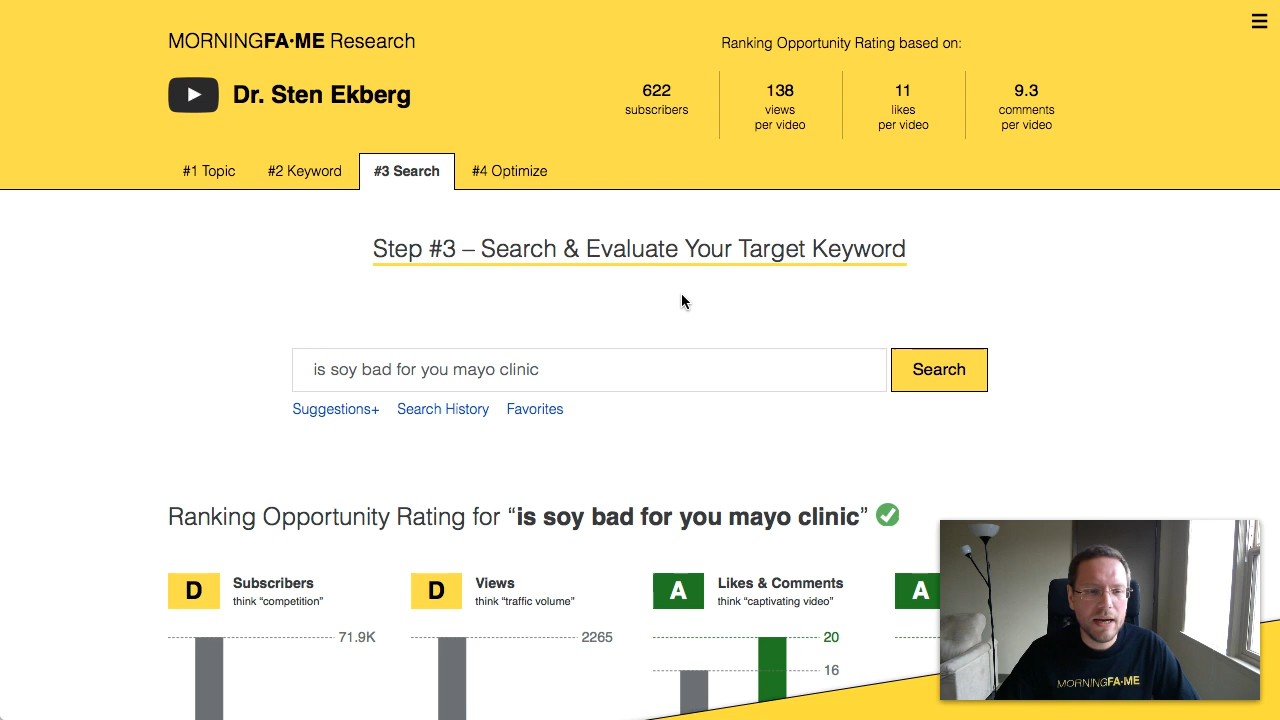 MORNINGFA·ME Research
Ranking Opportunity Rating based on:
Dr. Sten Ekberg
622
subscribers
138
views
per video
11
likes
per video
9.3
comments
per video
#1 Topic
#2 Keyword
#3 Search
#4 Optimize
Step #3 – Search & Evaluate Your Target Keyword
is soy bad for you mayo clinic
Search
Suggestions+
Search History
Favorites
Ranking Opportunity Rating for “is soy bad for you mayo clinic”
D
Subscribers
think “competition”
D
Views
think “traffic volume”
A
Likes & Comments
think “captivating video”
A
71.9K
2265
20
16
MORNINGFA·ME